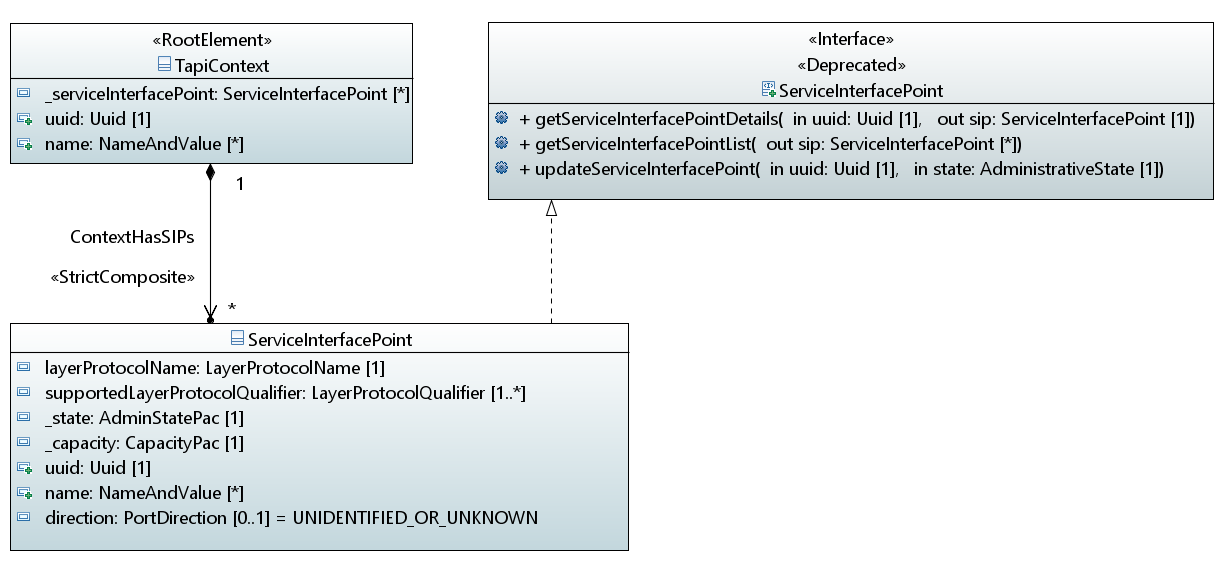 «RootElement»
TapiContext
_serviceInterfacePoint: ServiceInterfacePoint [*]
uuid: Uuid [1]
name: NameAndValue [*]
«Interface»
«Deprecated»
ServiceInterfacePoint
+ getServiceInterfacePointDetails( in uuid: Uuid [1], out sip: ServiceInterfacePoint [1])
+ getServiceInterfacePointList( out sip: ServiceInterfacePoint [*])
+ updateServiceInterfacePoint( in uuid: Uuid [1], in state: AdministrativeState [1])
1
ContextHasSIPs
«StrictComposite»
*
ServiceInterfacePoint
layerProtocolName: LayerProtocolName [1]
supportedLayerProtocolQualifier: LayerProtocolQualifier [1..*]
_state: AdminStatePac [1]
_capacity: CapacityPac [1]
uuid: Uuid [1]
name: NameAndValue [*]
direction: PortDirection [0..1] = UNIDENTIFIED_OR_UNKNOWN